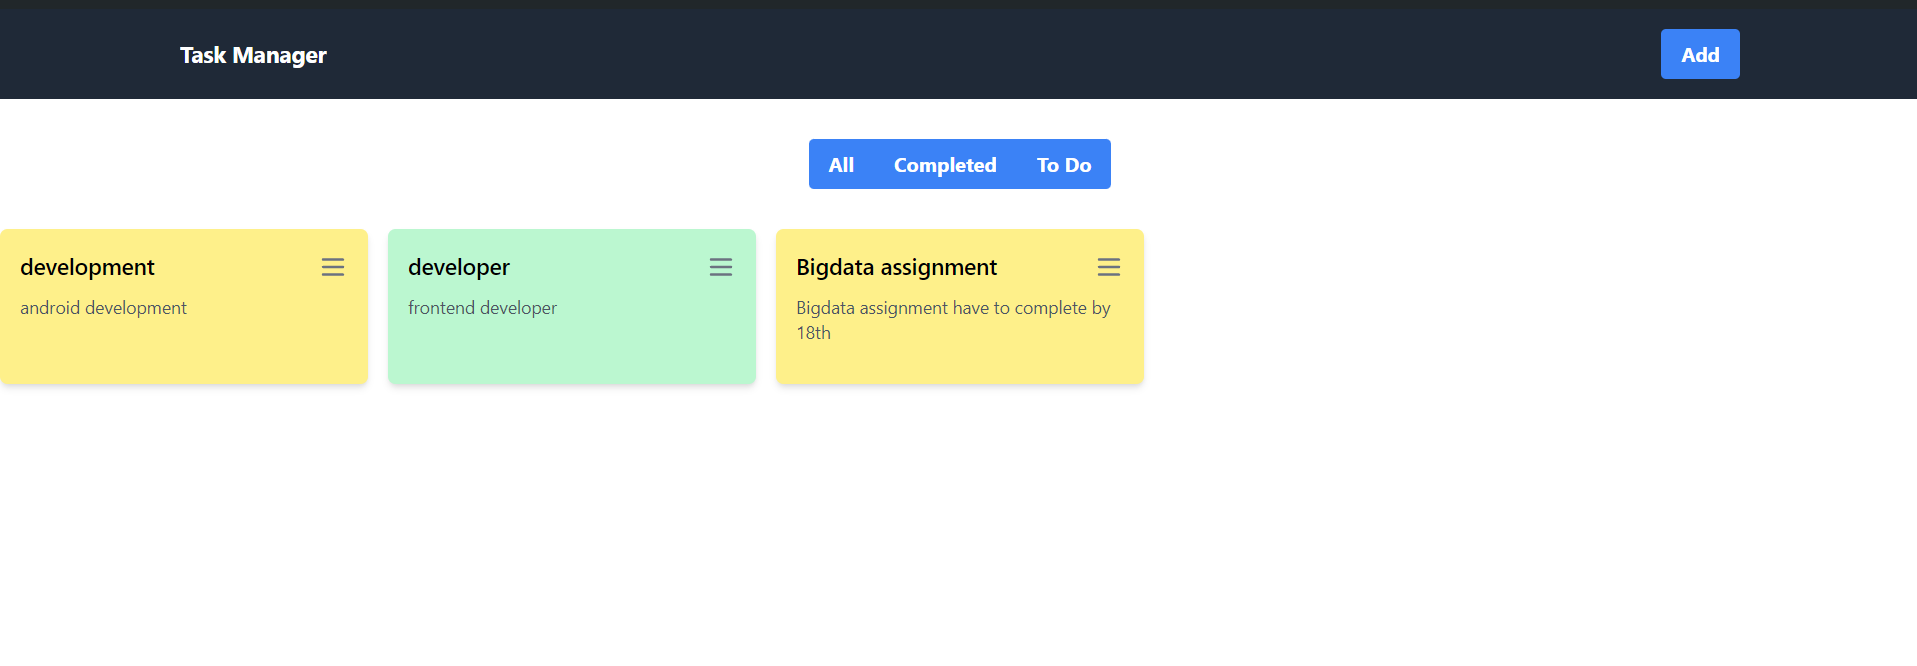 Task Manager
Add
All Completed To Do
development
android development
developer
frontend developer
Bigdata assignment
Bigdata assignment have to complete by
18th